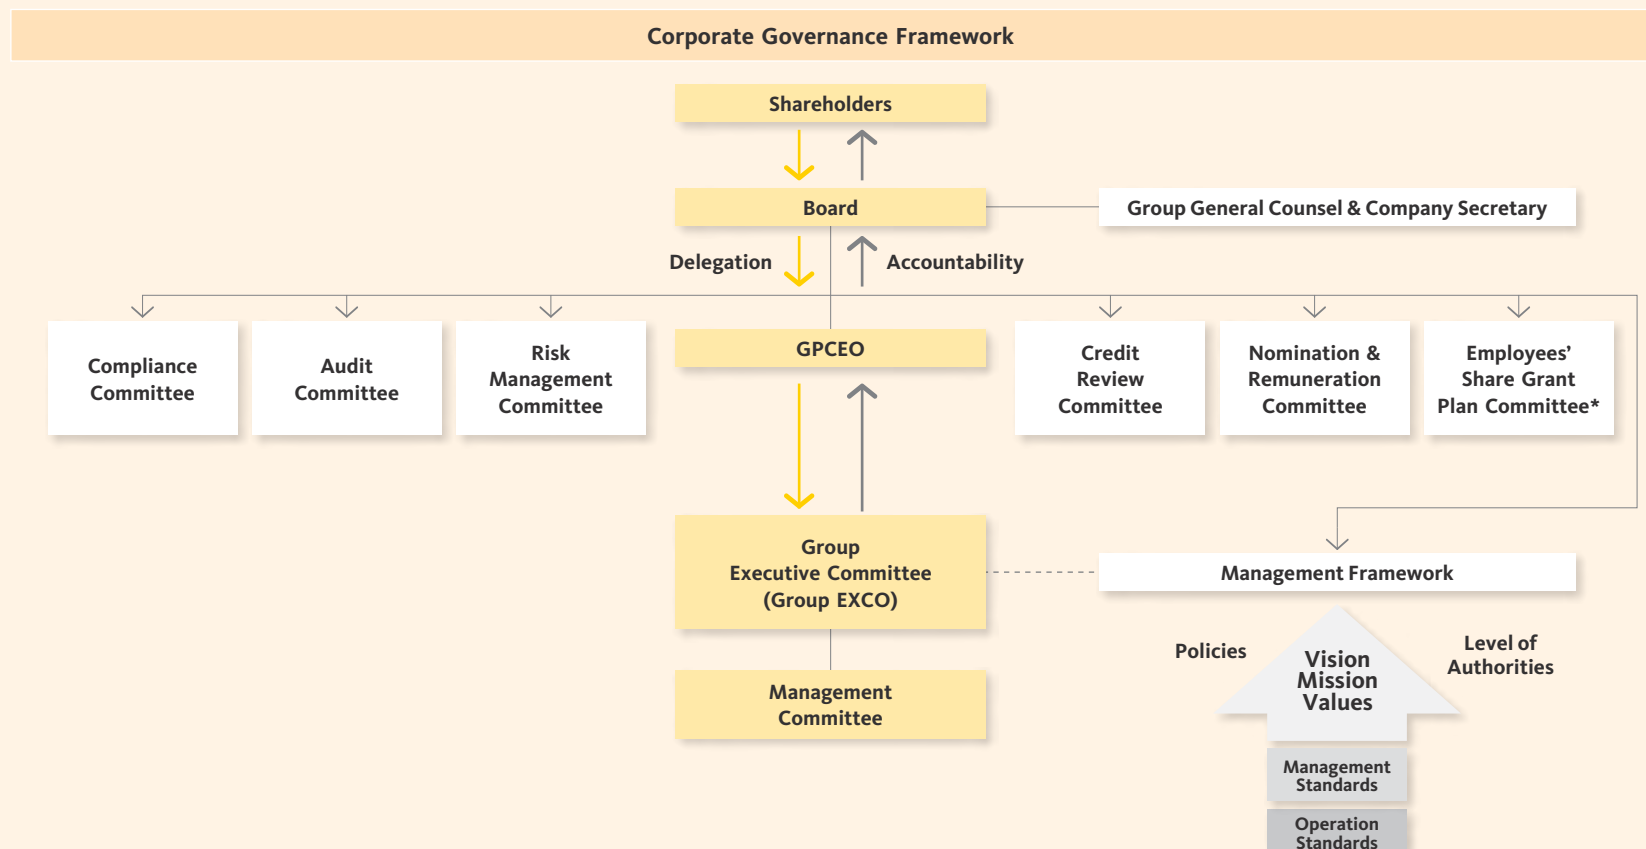 Corporate Governance Framework
Shareholders
Board
Group General Counsel & Company Secretary
Delegation
Accountability
Compliance
Committee
Audit
Committee
Risk
Management
Committee
GPCEO
Credit
Review
Committee
Nomination &
Remuneration
Committee
Employees’
Share Grant
Plan Committee*
Group
Executive Committee
(Group EXCO)
Management Framework
Policies
Vision
Mission
Values
Level of
Authorities
Management
Committee
Management
Standards
Operation
Standards